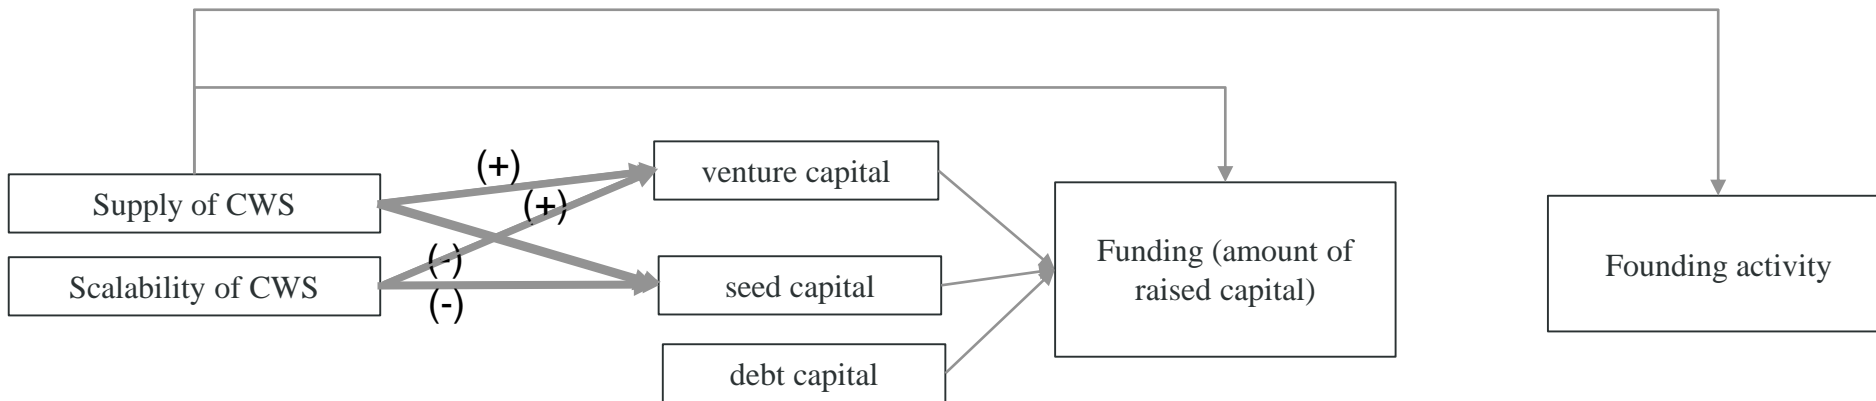 (+)
venture capital
Supply of CWS
(+)
Funding (amount of
raised capital)
Founding activity
(-)
Scalability of CWS
seed capital
(-)
debt capital